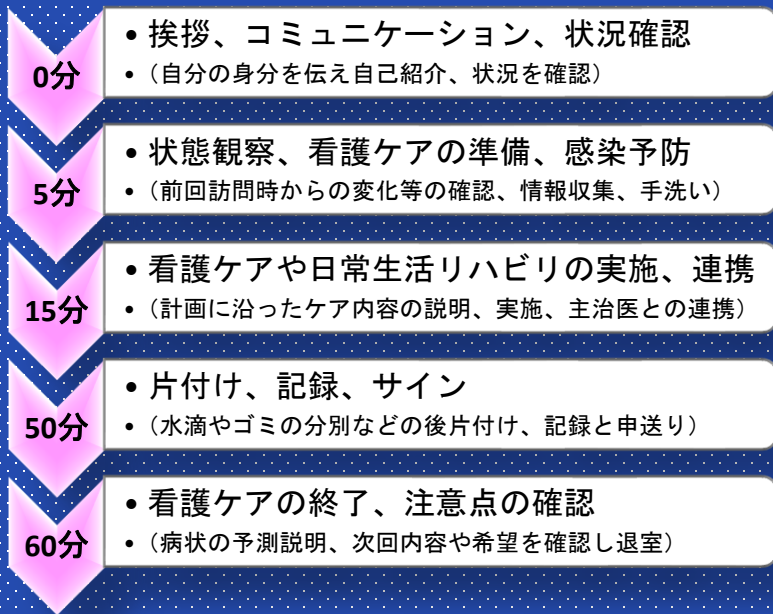 0分
• 挨拶、コミュニケーション、状況確認
• (自分の身分を伝え自己紹介、状況を確認)
5分
• 状態観察、看護ケアの準備、感染予防
• (前回訪問時からの変化等の確認、情報収集、手洗い)
15分
• 看護ケアや日常生活リハビリの実施、連携
• (計画に沿ったケア内容の説明、実施、主治医との連携)
50分
• 片付け、記録、サイン
• (水滴やゴミの分別などの後片付け、記録と申送り)
60分
• 看護ケアの終了、注意点の確認
• (病状の予測説明、次回内容や希望を確認し退室)